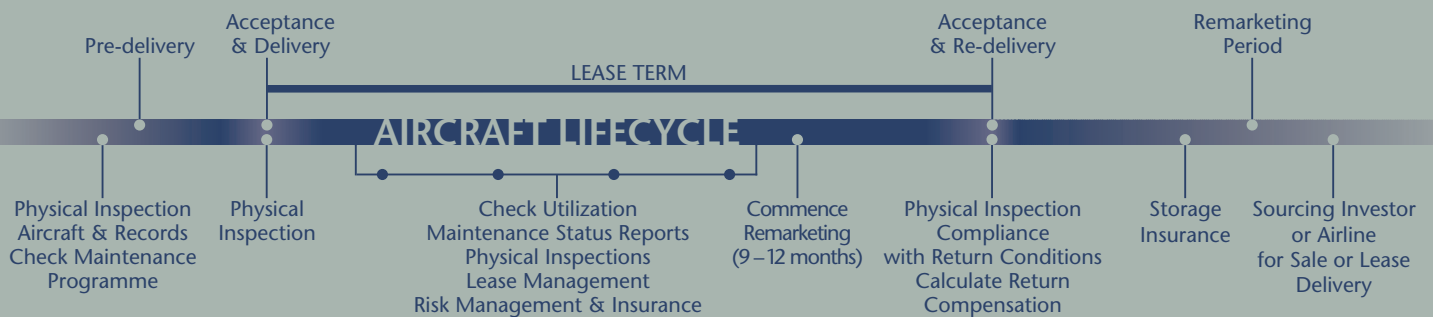 Pre-delivery
Acceptance
& Delivery
LEASE TERM
Acceptance
& Re-delivery
Remarketing
Period
AIRCRAFT LIFECYCLE
Physical Inspection
Aircraft & Records
Check Maintenance
Programme
Physical
Inspection
Check Utilization
Maintenance Status Reports
Physical Inspections
Lease Management
Risk Management & Insurance
Commence
Remarketing
(9–12 months)
Physical Inspection
Compliance
with Return Conditions
Calculate Return
Compensation
Storage
Insurance
Sourcing Investor
or Airline
for Sale or Lease
Delivery